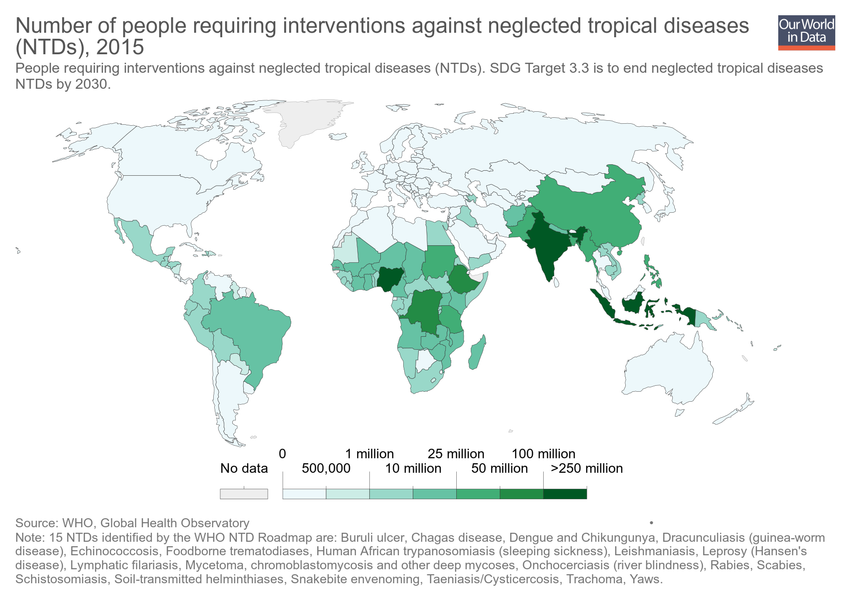 Number of people requiring interventions against neglected tropical diseases
(NTDs), 2015
Our World
in Data
People requiring interventions against neglected tropical diseases (NTDs). SDG Target 3.3 is to end neglected tropical diseases
NTDs by 2030.
0 1 million 25 million 100 million
No data 500,000 10 million 50 million >250 million
Source: WHO, Global Health Observatory
Note: 15 NTDs identified by the WHO NTD Roadmap are: Buruli ulcer, Chagas disease, Dengue and Chikungunya, Dracunculiasis (guinea-worm
disease), Echinococcosis, Foodborne trematodiases, Human African trypanosomiasis (sleeping sickness), Leishmaniasis, Leprosy (Hansen's
disease), Lymphatic filariasis, Mycetoma, chromoblastomycosis and other deep mycoses, Onchocerciasis (river blindness), Rabies, Scabies,
Schistosomiasis, Soil-transmitted helminthiases, Snakebite envenoming, Taeniasis/Cysticercosis, Trachoma, Yaws.